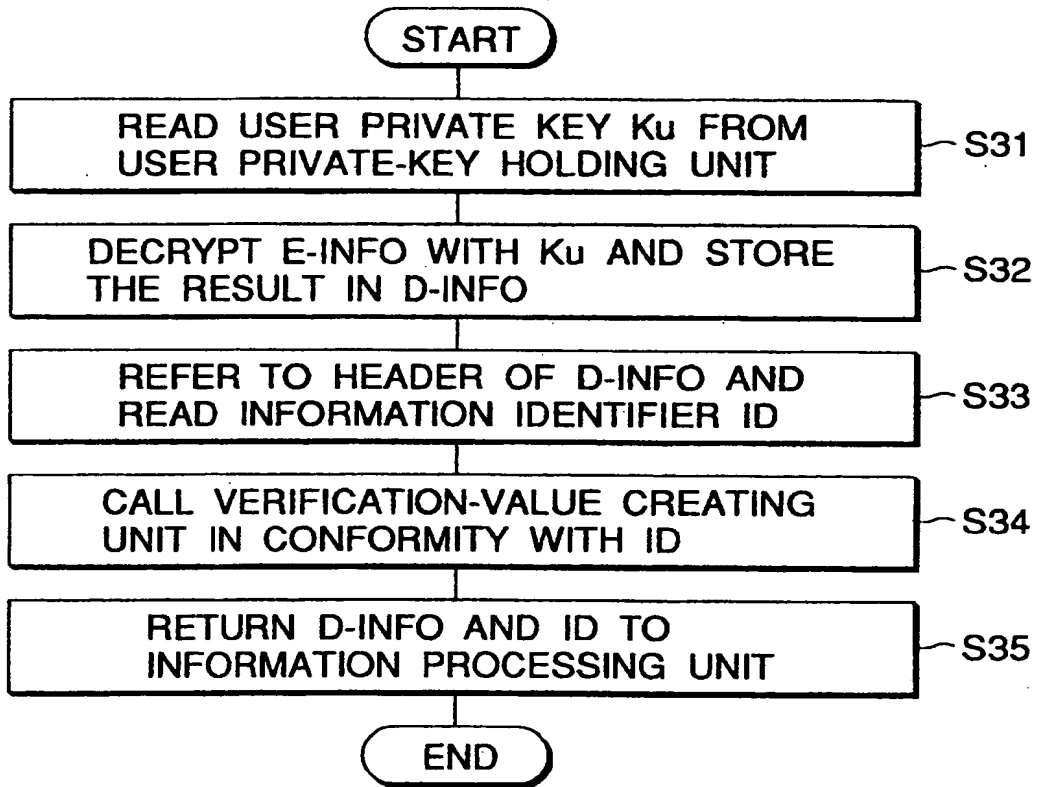 START
READ USER PRIVATE KEY Ku FROM
USER PRIVATE-KEY HOLDING UNIT
S31
DECRYPT E-INFO WITH Ku AND STORE
THE RESULT IN D-INFO
S32
REFER TO HEADER OF D-INFO AND
READ INFORMATION IDENTIFIER ID
S33
CALL VERIFICATION-VALUE CREATING
UNIT IN CONFORMITY WITH ID
S34
RETURN D-INFO AND ID TO
INFORMATION PROCESSING UNIT
S35
END